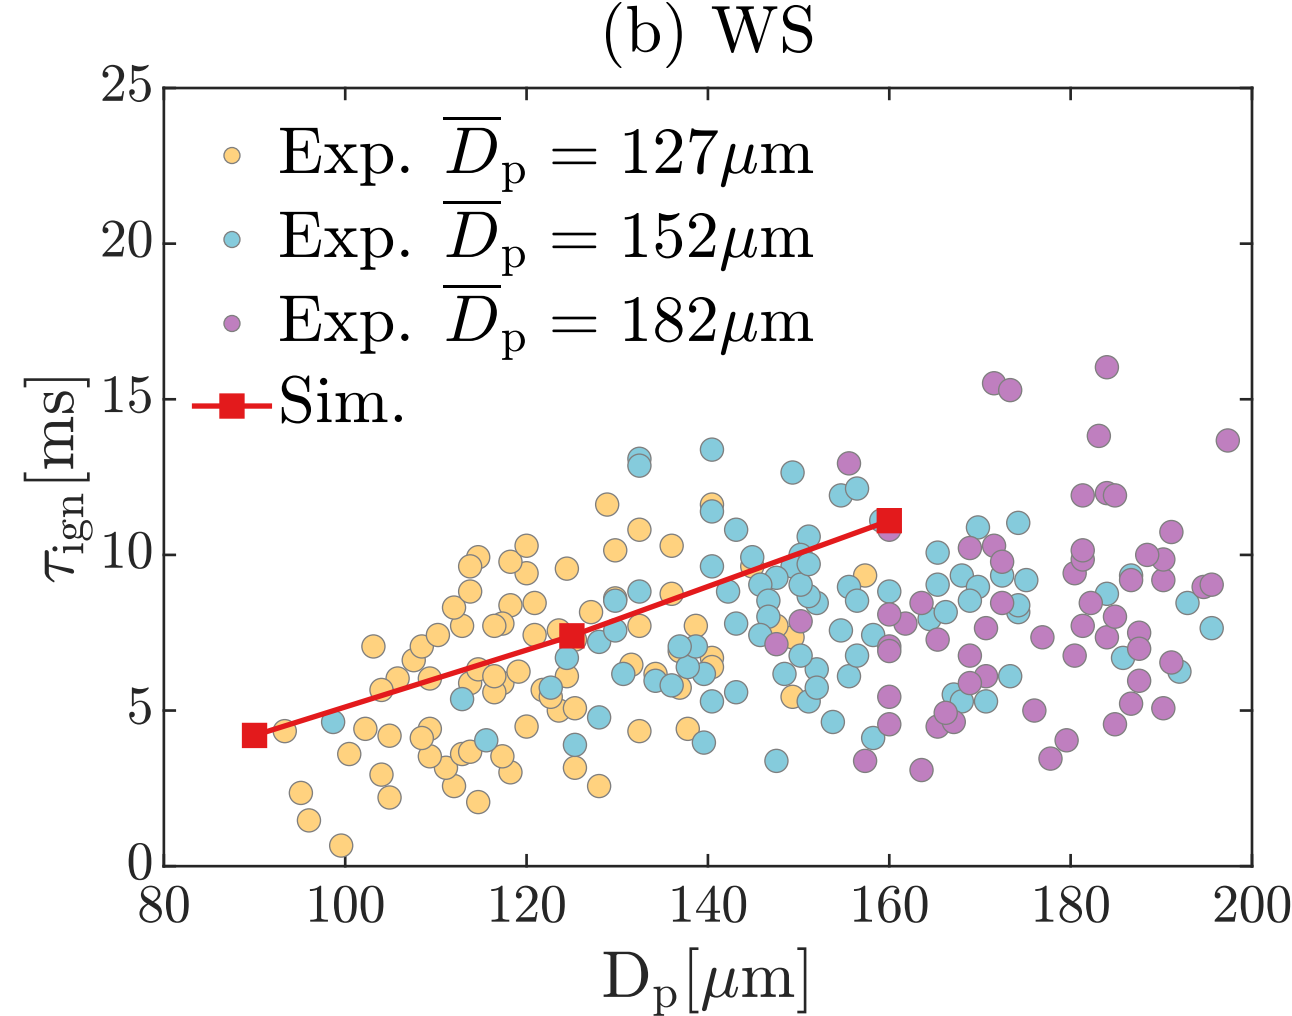 (b) WS
25
20
15
10
5
0
τign[ms]
Exp. D̅p = 127μm
Exp. D̅p = 152μm
Exp. D̅p = 182μm
Sim.
80 100 120 140 160 180 200
Dp[μm]